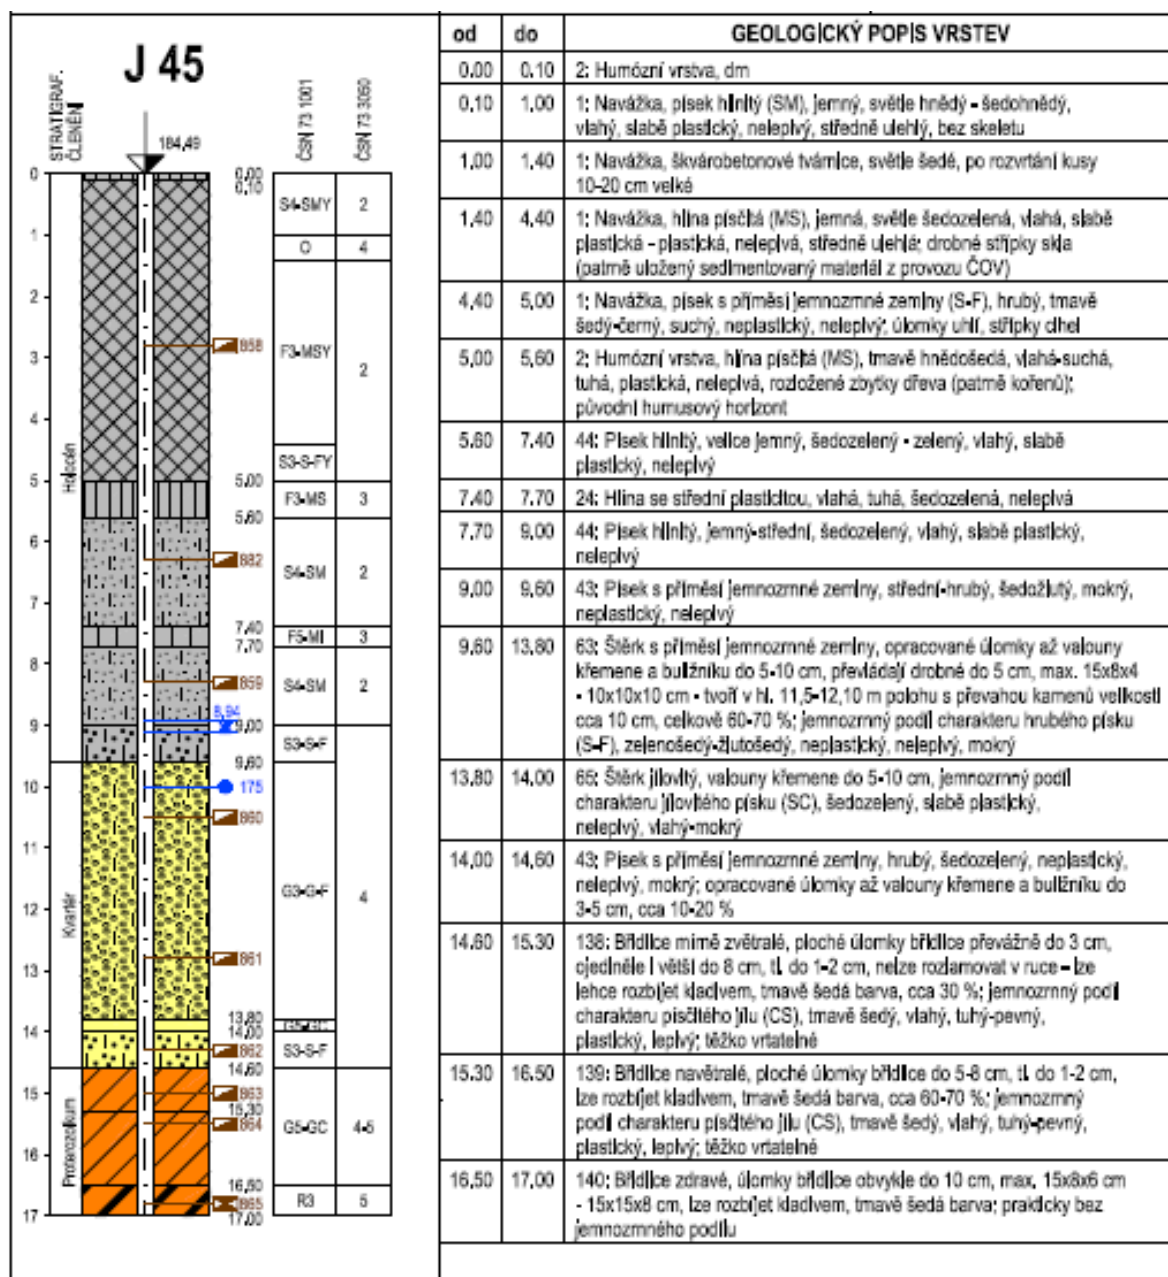 J 45
STRATIGRAF. ČLENĚNÍ
ČSN 73 1001
ČSN 73 3050
184,49
0
1
2
3
4
5
6
7
8
9
10
11
12
13
14
15
16
17
Holocén
Kvartér
Proterozoikum
0,00
0,10
5,00
5,60
7,40
7,70
8,94
9,00
9,60
13,80
14,00
14,60
15,30
16,50
17,00
858
882
859
175
860
861
862
863
864
865
S4-SMY 2
O 4
F3-MSY 2
S3-S-FY
F3-MS 3
S4-SM 2
F5-MI 3
S4-SM 2
S3-S-F
G3-G-F 4
G5-GC
S3-S-F
G5-GC 4-5
R3 5
od do GEOLOGICKÝ POPIS VRSTEV
0.00 0.10 2: Humózní vrstva, dm
0,10 1,00 1: Navážka, písek hlinitý (SM), jemný, světle hnědý - šedohnědý,
vlahý, slabě plastický, nelepivý, středně ulehlý, bez skeletu
1,00 1,40 1: Navážka, škvárobetonové tvárnice, světle šedé, po rozvrtání kusy
10-20 cm velké
1,40 4,40 1: Navážka, hlína písčitá (MS), jemná, světle šedozelená, vlahá, slabě
plastická - plastická, nelepivá, středně ulehlá; drobné střípky skla
(patrně uložený sedimentovaný materiál z provozu ČOV)
4,40 5,00 1: Navážka, písek s příměsí jemnozrnné zeminy (S-F), hrubý, tmavě
šedý-černý, suchý, neplastický, nelepivý; úlomky uhlí, střípky cihel
5,00 5,60 2: Humózní vrstva, hlína písčitá (MS), tmavě hnědošedá, vlahá-suchá,
tuhá, plastická, nelepivá, rozložené zbytky dřeva (patrně kořenů);
původní humusový horizont
5.60 7.40 44: Písek hlinitý, velice jemný, šedozelený - zelený, vlahý, slabě
plastický, nelepivý
7.40 7.70 24: Hlína se střední plasticitou, vlahá, tuhá, šedozelená, nelepivá
7,70 9,00 44: Písek hlinitý, jemný-střední, šedozelený, vlahý, slabě plastický,
nelepivý
9,00 9,60 43: Písek s příměsí jemnozrnné zeminy, střední-hrubý, šedožlutý, mokrý,
neplastický, nelepivý
9,60 13,80 63: Štěrk s příměsí jemnozrnné zeminy, opracované úlomky až valouny
křemene a buližníku do 5-10 cm, převládají drobné do 5 cm, max. 15x8x4
- 10x10x10 cm - tvoří v hl. 11,5-12,10 m polohu s převahou kamenů velikosti
cca 10 cm, celkově 60-70 %; jemnozrnný podíl charakteru hrubého písku
(S-F), zelenošedý-žlutošedý, neplastický, nelepivý, mokrý
13,80 14,00 65: Štěrk jílovitý, valouny křemene do 5-10 cm, jemnozrnný podíl
charakteru jílovitého písku (SC), šedozelený, slabě plastický,
nelepivý, vlahý-mokrý
14,00 14,60 43: Písek s příměsí jemnozrnné zeminy, hrubý, šedozelený, neplastický,
nelepivý, mokrý; opracované úlomky až valouny křemene a buližníku do
3-5 cm, cca 10-20 %
14.60 15.30 138: Břidlice mírně zvětralé, ploché úlomky břidlice převážně do 3 cm,
ojediněle i větší do 8 cm, tl. do 1-2 cm, nelze rozlamovat v ruce - lze
lehce rozbíjet kladivem, tmavě šedá barva, cca 30 %; jemnozrnný podíl
charakteru písčitého jílu (CS), tmavě šedý, vlahý, tuhý-pevný,
plastický, lepivý; těžko vrtatelné
15.30 16.50 139: Břidlice navětralé, ploché úlomky břidlice do 5-8 cm, tl. do 1-2 cm,
lze rozbíjet kladivem, tmavě šedá barva, cca 60-70 %; jemnozrnný
podíl charakteru písčitého jílu (CS), tmavě šedý, vlahý, tuhý-pevný,
plastický, lepivý; těžko vrtatelné
16,50 17,00 140: Břidlice zdravé, úlomky břidlice obvykle do 10 cm, max. 15x8x6 cm
- 15x15x8 cm, lze rozbíjet kladivem, tmavě šedá barva; prakticky bez
jemnozrnného podílu